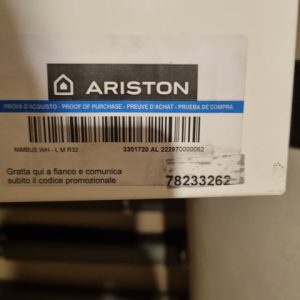 ARISTON
PROVA D'ACQUISTO - PROOF OF PURCHASE - PREUVE D'ACHAT - PRUEBA DE COMPRA
NIMBUS WH - L M R32 3301720 AL 222970000062
Gratta qui a fianco e comunica
subito il codice promozionale
78233262